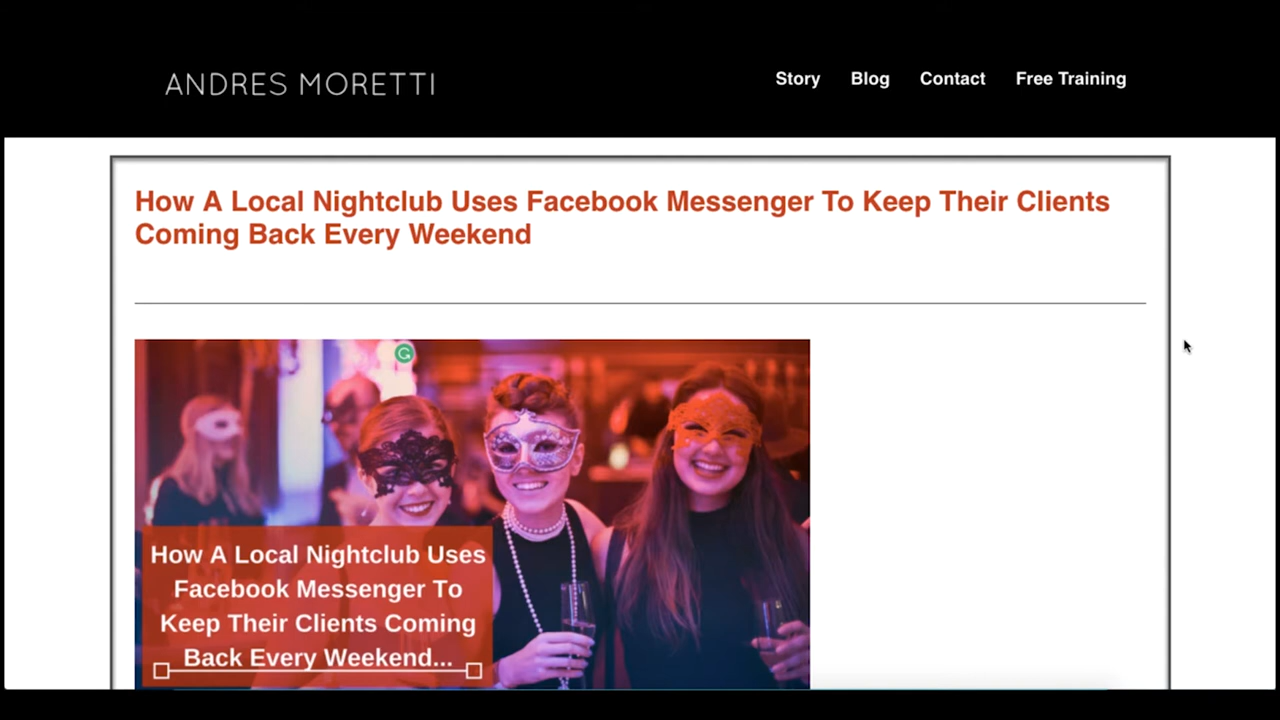 ANDRES MORETTI
Story Blog Contact Free Training
How A Local Nightclub Uses Facebook Messenger To Keep Their Clients
Coming Back Every Weekend
How A Local Nightclub Uses
Facebook Messenger To
Keep Their Clients Coming
Back Every Weekend...